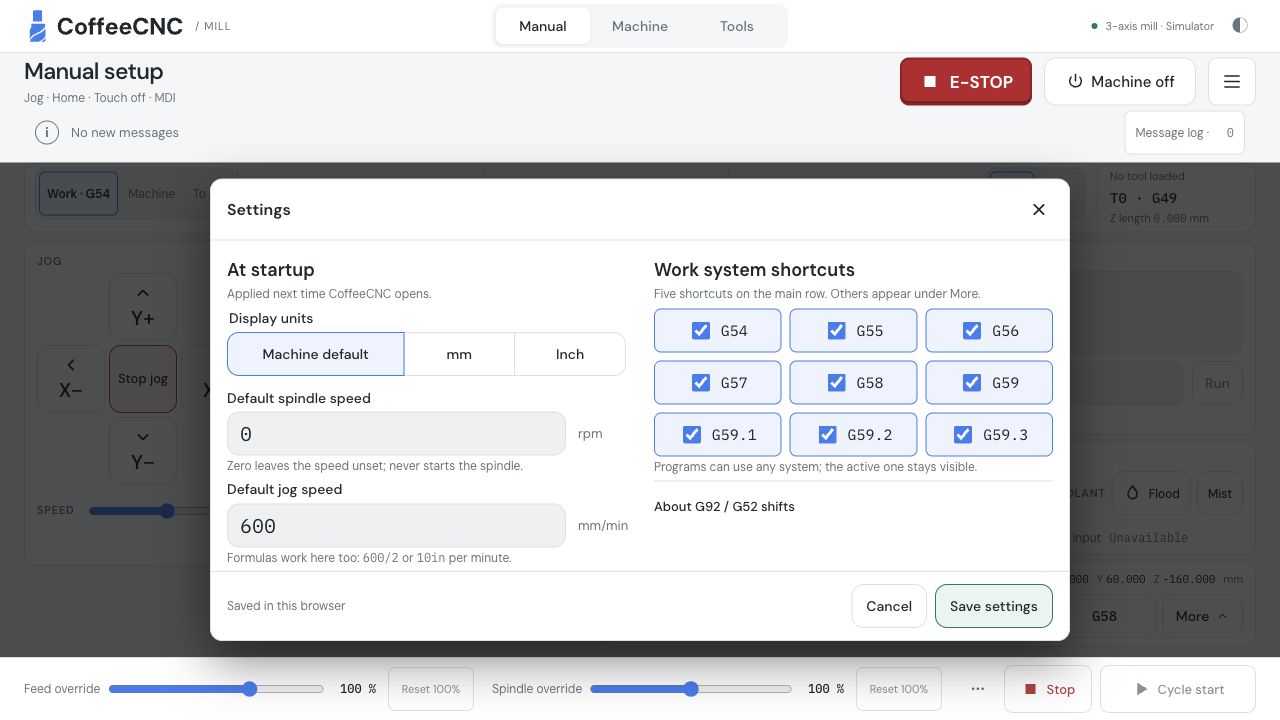 CoffeeCNC / MILL
Manual Machine Tools
3-axis mill · Simulator
Manual setup
Jog · Home · Touch off · MDI
E-STOP
Machine off
No new messages
Message log · 0
Work · G54 Machine To
No tool loaded
T0 · G49
Z length 0.000 mm
JOG
Y+
X−
Stop jog
X
Y−
SPEED
Run
OLANT
Flood
Mist
input Unavailable
000 Y 60.000 Z -160.000 mm
G58
More
Settings
At startup
Applied next time CoffeeCNC opens.
Display units
Machine default mm Inch
Default spindle speed
0 rpm
Zero leaves the speed unset; never starts the spindle.
Default jog speed
600 mm/min
Formulas work here too: 600/2 or 10in per minute.
Work system shortcuts
Five shortcuts on the main row. Others appear under More.
G54 G55 G56
G57 G58 G59
G59.1 G59.2 G59.3
Programs can use any system; the active one stays visible.
About G92 / G52 shifts
Saved in this browser
Cancel
Save settings
Feed override 100 % Reset 100%
Spindle override 100 % Reset 100%
Stop
Cycle start